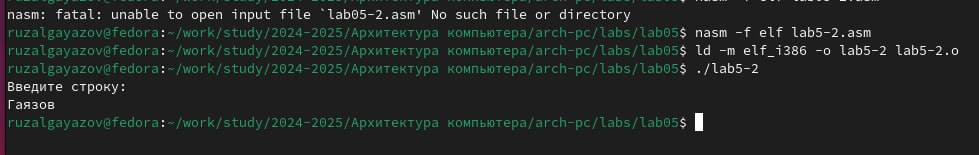 nasm: fatal: unable to open input file `lab05-2.asm' No such file or directory
ruzalgayazov@fedora:~/work/study/2024-2025/Архитектура компьютера/arch-pc/labs/lab05$ nasm -f elf lab5-2.asm
ruzalgayazov@fedora:~/work/study/2024-2025/Архитектура компьютера/arch-pc/labs/lab05$ ld -m elf_i386 -o lab5-2 lab5-2.o
ruzalgayazov@fedora:~/work/study/2024-2025/Архитектура компьютера/arch-pc/labs/lab05$ ./lab5-2
Введите строку:
Гаязов
ruzalgayazov@fedora:~/work/study/2024-2025/Архитектура компьютера/arch-pc/labs/lab05$